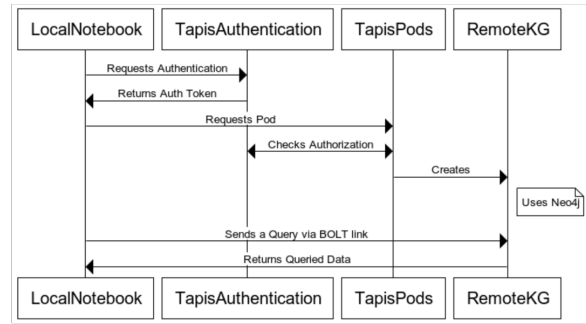 LocalNotebook
TapisAuthentication
TapisPods
RemoteKG
Requests Authentication
Returns Auth Token
Requests Pod
Checks Authorization
Creates
Uses Neo4j
Sends a Query via BOLT link
Returns Queried Data
LocalNotebook
TapisAuthentication
TapisPods
RemoteKG